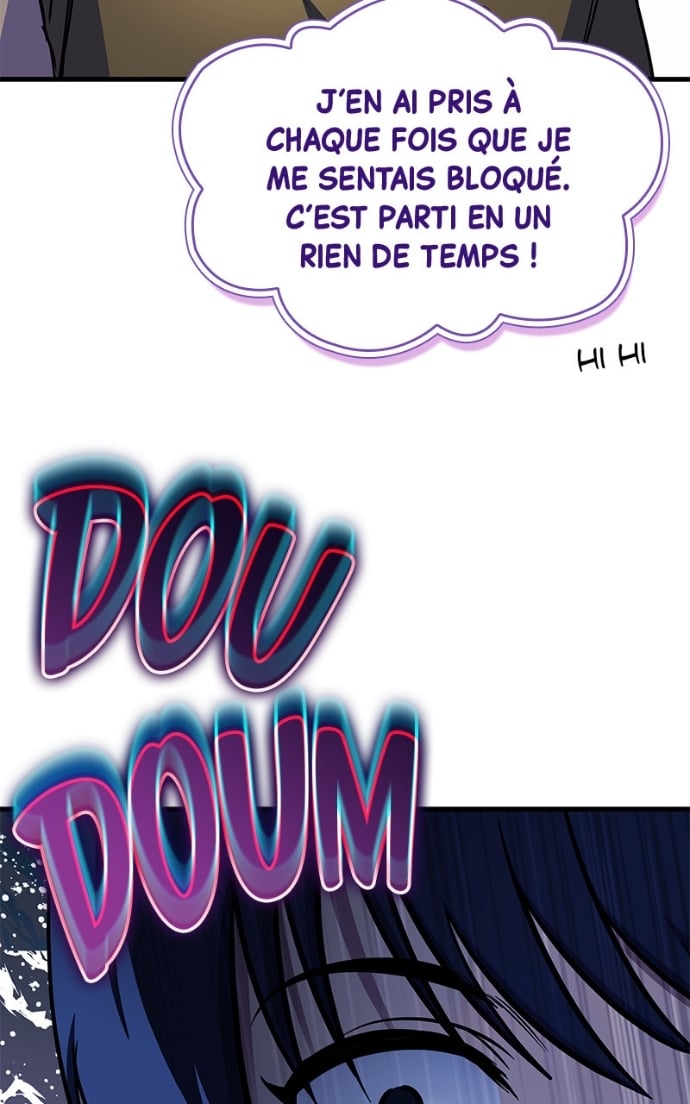 J'EN AI PRIS À
CHAQUE FOIS QUE JE
ME SENTAIS BLOQUÉ.
C'EST PARTI EN UN
RIEN DE TEMPS !
HI HI
DOU
DOUM